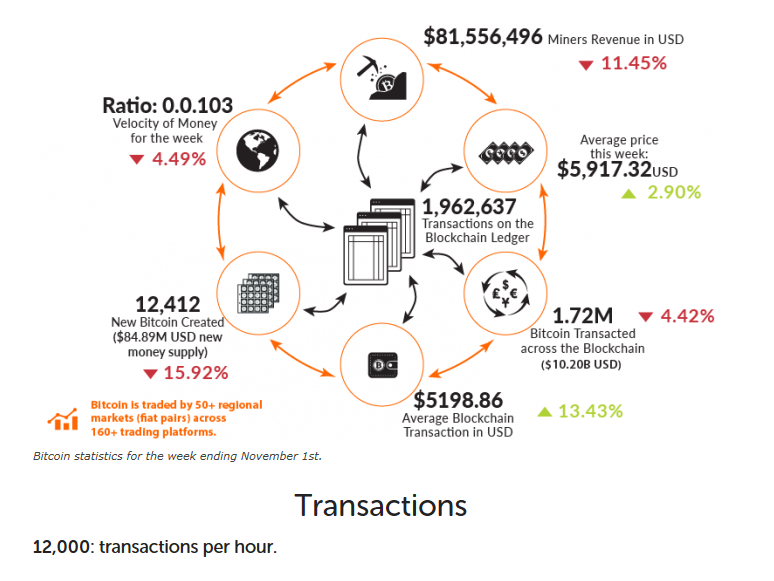 $81,556,496 Miners Revenue in USD
▼ 11.45%
Ratio: 0.0.103
Velocity of Money
for the week
▼ 4.49%
Average price
this week:
$5,917.32USD
▲ 2.90%
1,962,637
Transactions on the
Blockchain Ledger
12,412
New Bitcoin Created
($84.89M USD new
money supply)
▼ 15.92%
1.72M ▼ 4.42%
Bitcoin Transacted
across the Blockchain
($10.20B USD)
$5198.86
Average Blockchain
Transaction in USD
▲ 13.43%
Bitcoin is traded by 50+ regional
markets (fiat pairs) across
160+ trading platforms.
Bitcoin statistics for the week ending November 1st.
Transactions
12,000: transactions per hour.